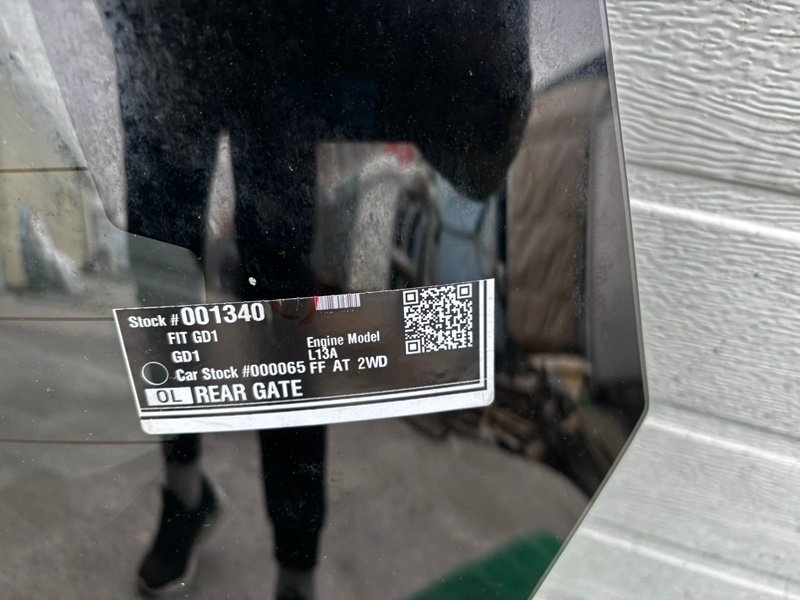 Stock #001340
FIT GD1
Engine Model
GD1
L13A
Car Stock #000065 FF AT 2WD
OL REAR GATE